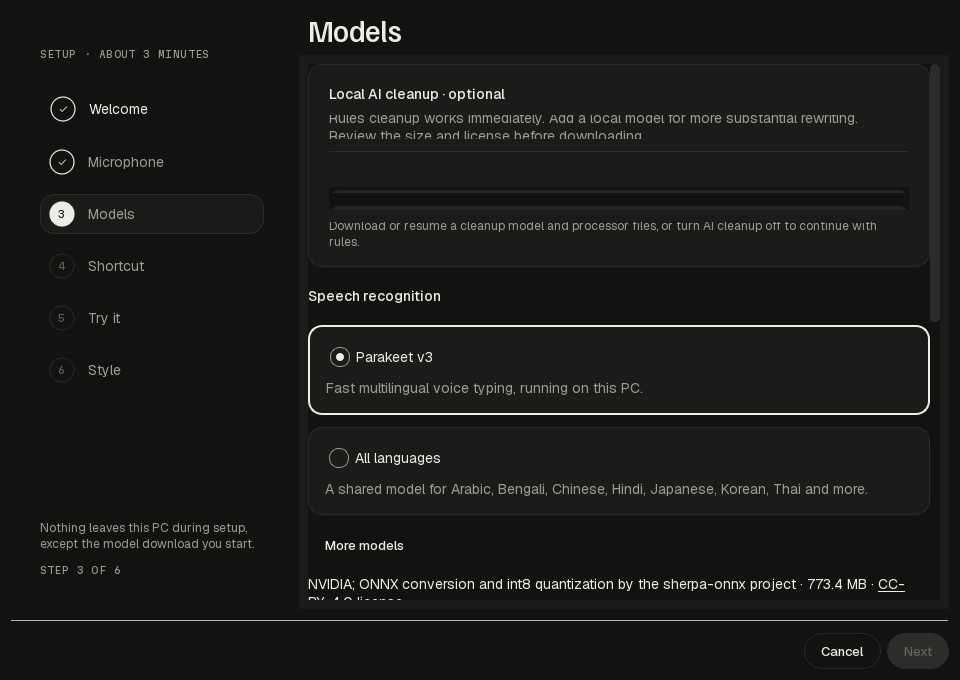 Models
SETUP · ABOUT 3 MINUTES
Welcome
Microphone
3 Models
4 Shortcut
5 Try it
6 Style
Nothing leaves this PC during setup,
except the model download you start.
STEP 3 OF 6
Local AI cleanup · optional
Rules cleanup works immediately. Add a local model for more substantial rewriting.
Review the size and license before downloading.
Download or resume a cleanup model and processor files, or turn AI cleanup off to continue with
rules.
Speech recognition
Parakeet v3
Fast multilingual voice typing, running on this PC.
All languages
A shared model for Arabic, Bengali, Chinese, Hindi, Japanese, Korean, Thai and more.
More models
NVIDIA; ONNX conversion and int8 quantization by the sherpa-onnx project · 773.4 MB · CC-
BY-4.0 license
Cancel
Next